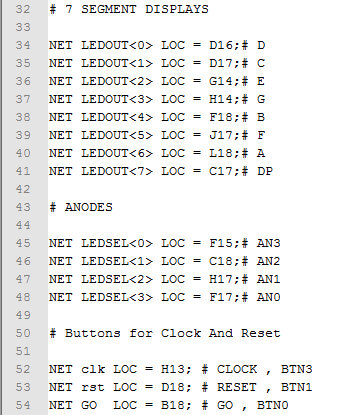 32 # 7 SEGMENT DISPLAYS
33
34 NET LEDOUT<0> LOC = D16;# D
35 NET LEDOUT<1> LOC = D17;# C
36 NET LEDOUT<2> LOC = G14;# E
37 NET LEDOUT<3> LOC = H14;# G
38 NET LEDOUT<4> LOC = F18;# B
39 NET LEDOUT<5> LOC = J17;# F
40 NET LEDOUT<6> LOC = L18;# A
41 NET LEDOUT<7> LOC = C17;# DP
42
43 # ANODES
44
45 NET LEDSEL<0> LOC = F15;# AN3
46 NET LEDSEL<1> LOC = C18;# AN2
47 NET LEDSEL<2> LOC = H17;# AN1
48 NET LEDSEL<3> LOC = F17;# AN0
49
50 # Buttons for Clock And Reset
51
52 NET clk LOC = H13; # CLOCK , BTN3
53 NET rst LOC = D18; # RESET , BTN1
54 NET GO  LOC = B18; # GO , BTN0